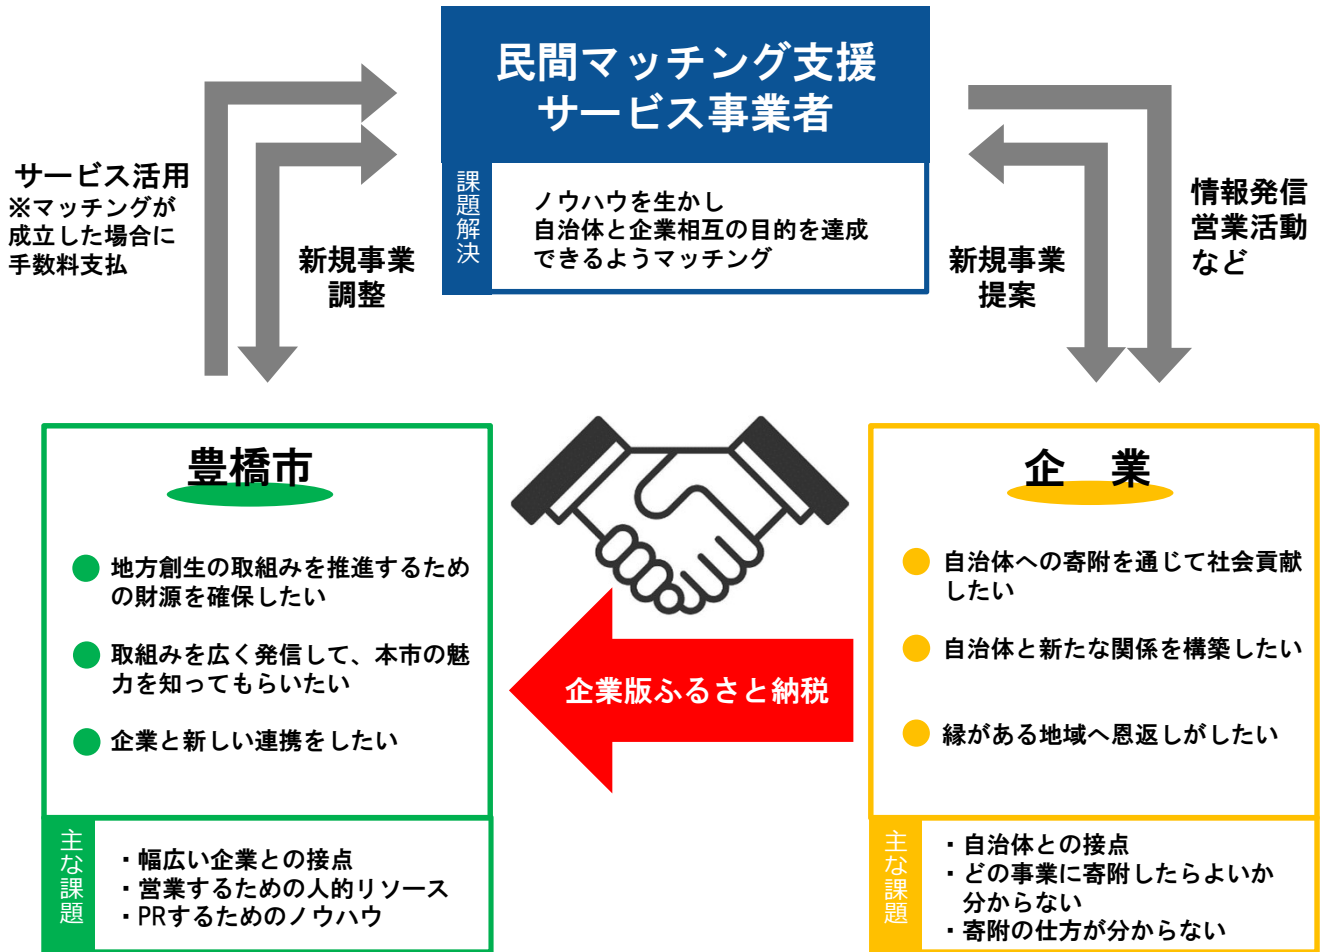 民間マッチング支援
サービス事業者
課題解決
ノウハウを生かし
自治体と企業相互の目的を達成
できるようマッチング
サービス活用
※マッチングが
成立した場合に
手数料支払
新規事業
調整
新規事業
提案
情報発信
営業活動
など
豊橋市
地方創生の取組みを推進するため
の財源を確保したい
取組みを広く発信して、本市の魅
力を知ってもらいたい
企業と新しい連携をしたい
主な課題
・幅広い企業との接点
・営業するための人的リソース
・PRするためのノウハウ
企業版ふるさと納税
企　業
自治体への寄附を通じて社会貢献
したい
自治体と新たな関係を構築したい
縁がある地域へ恩返しがしたい
主な課題
・自治体との接点
・どの事業に寄附したらよいか
分からない
・寄附の仕方が分からない